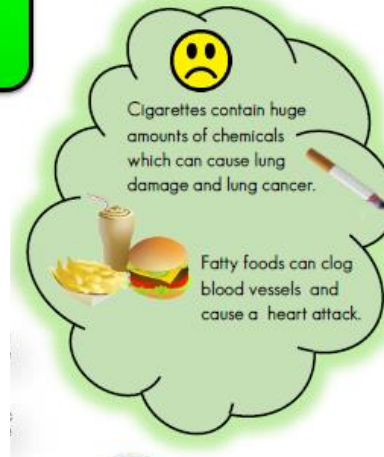 Cigarettes contain huge
amounts of chemicals
which can cause lung
damage and lung cancer.
Fatty foods can clog
blood vessels and
cause a heart attack.